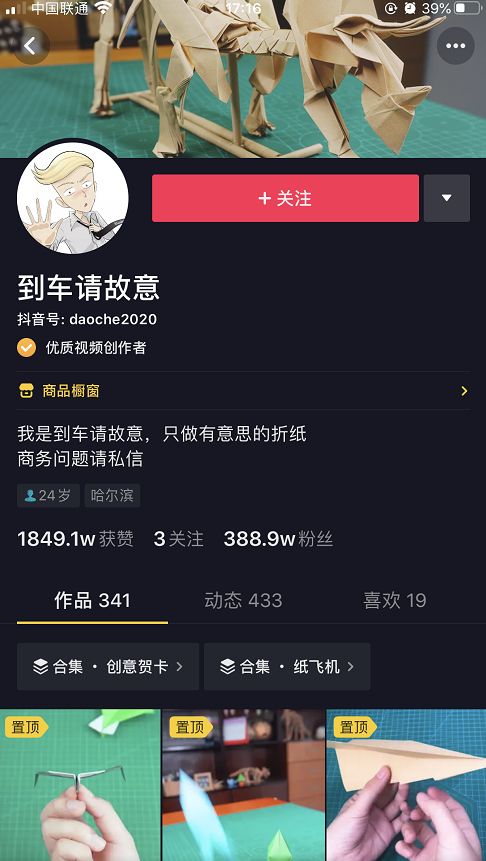 中国联通 17:16 39%
+ 关注
到车请故意
抖音号: daoche2020
优质视频创作者
商品橱窗
我是到车请故意，只做有意思的折纸
商务问题请私信
24岁 哈尔滨
1849.1w获赞 3关注 388.9w粉丝
作品 341 动态 433 喜欢 19
合集 · 创意贺卡 合集 · 纸飞机
置顶 置顶 置顶